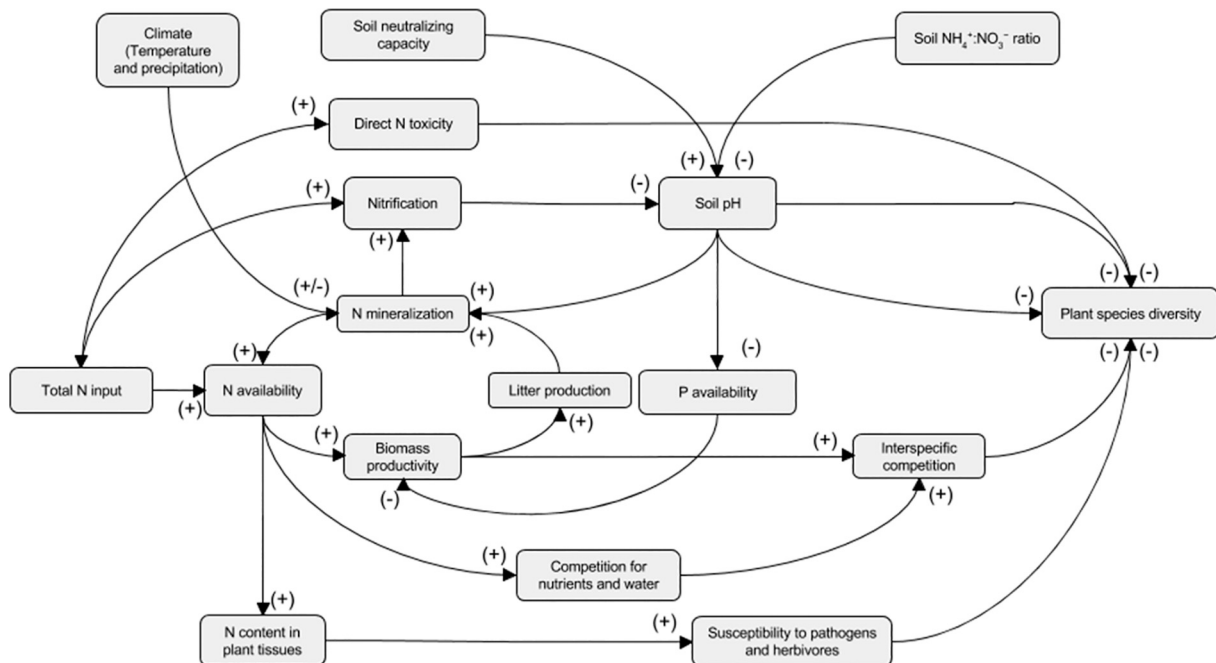 Climate
(Temperature
and precipitation)
Soil neutralizing
capacity
Soil NH₄⁺:NO₃⁻ ratio
(+)
Direct N toxicity
(+)
(-)
(+)
Nitrification
(-)
Soil pH
(+)
(+/-)
(+)
(-)
(-)
(-)
N mineralization
(+)
Plant species diversity
(+)
(-)
(-)
(-)
Total N input
N availability
Litter production
P availability
(+)
(+)
(+)
(+)
Biomass
productivity
Interspecific
competition
(-)
(+)
(+)
Competition for
nutrients and water
(+)
(+)
N content in
plant tissues
Susceptibility to pathogens
and herbivores